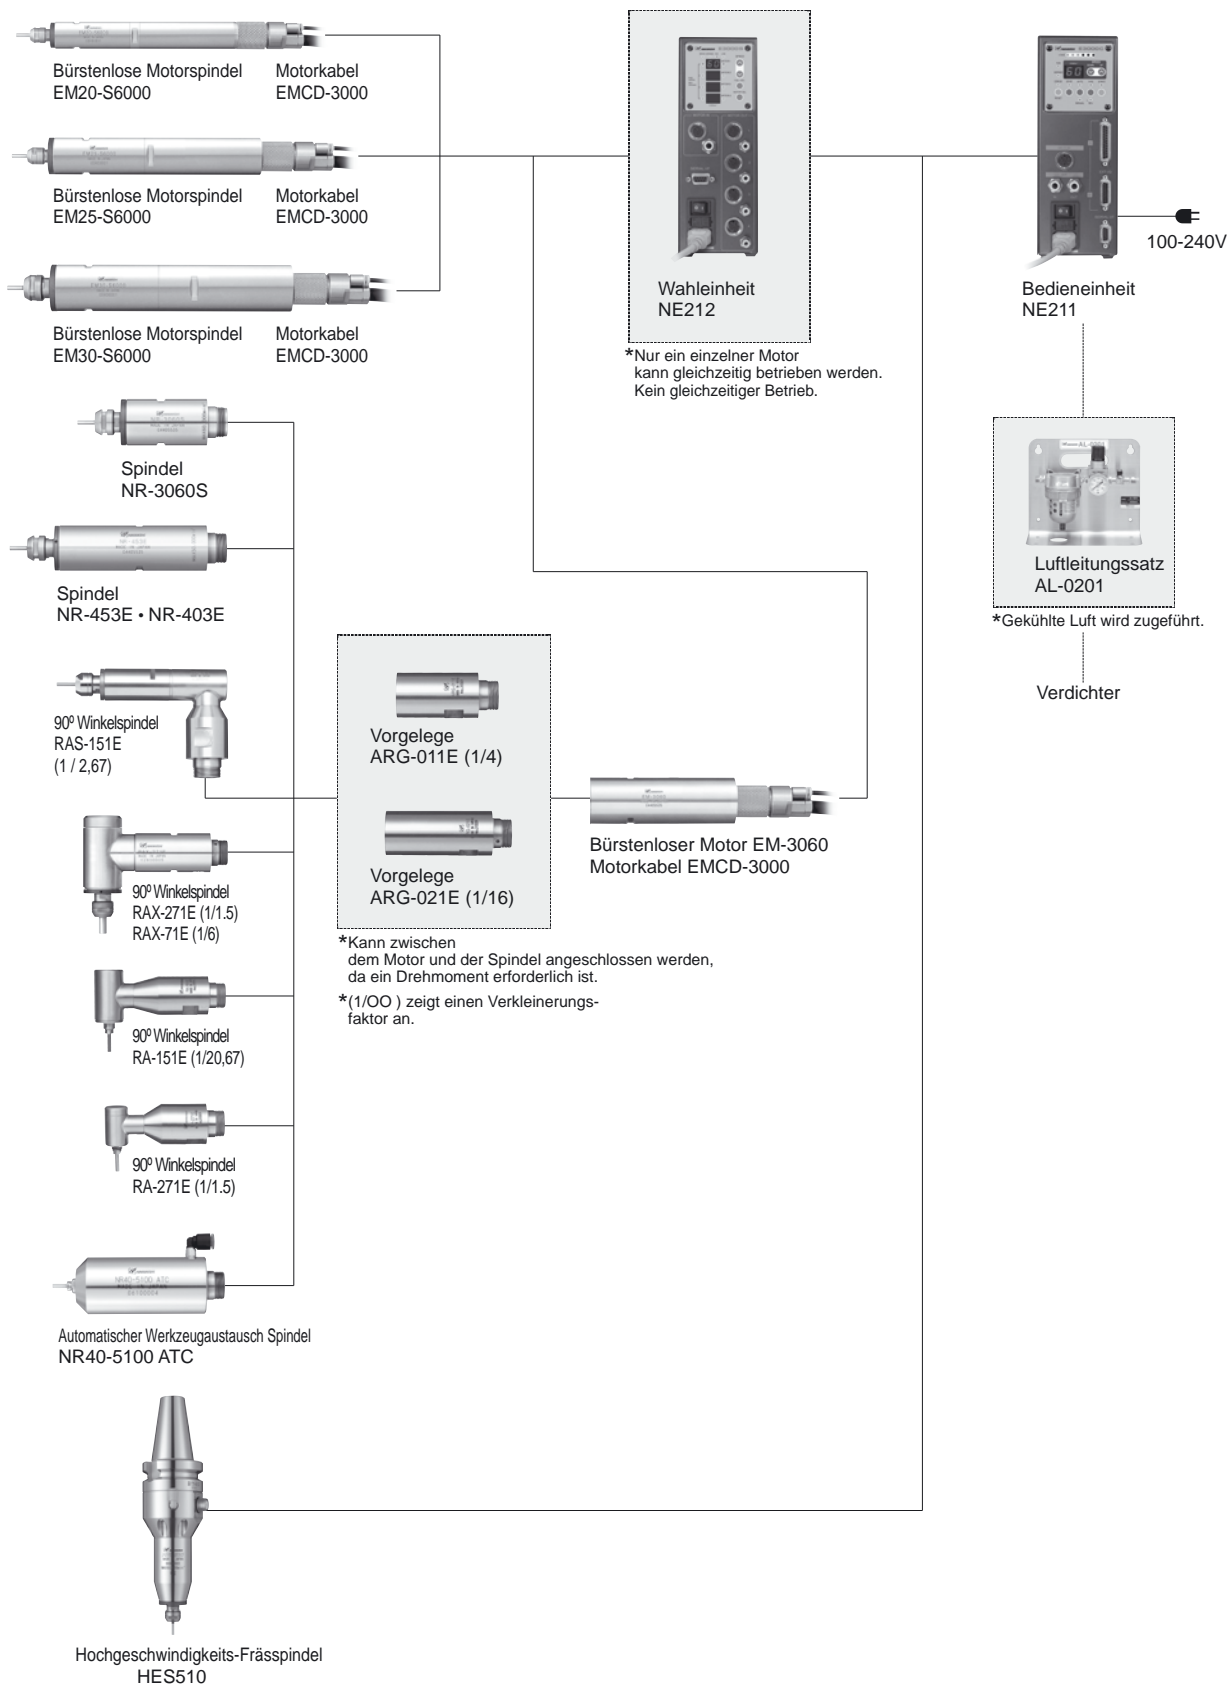 Bürstenlose Motorspindel
EM20-S6000
Motorkabel
EMCD-3000
Bürstenlose Motorspindel
EM25-S6000
Motorkabel
EMCD-3000
Bürstenlose Motorspindel
EM30-S6000
Motorkabel
EMCD-3000
Wahleinheit
NE212
*Nur ein einzelner Motor
kann gleichzeitig betrieben werden.
Kein gleichzeitiger Betrieb.
100-240V
Bedieneinheit
NE211
Luftleitungssatz
AL-0201
*Gekühlte Luft wird zugeführt.
Verdichter
Spindel
NR-3060S
Spindel
NR-453E • NR-403E
90º Winkelspindel
RAS-151E
(1 / 2,67)
Vorgelege
ARG-011E (1/4)
Vorgelege
ARG-021E (1/16)
Bürstenloser Motor EM-3060
Motorkabel EMCD-3000
*Kann zwischen
dem Motor und der Spindel angeschlossen werden,
da ein Drehmoment erforderlich ist.
*(1/OO ) zeigt einen Verkleinerungs-
faktor an.
90º Winkelspindel
RAX-271E (1/1.5)
RAX-71E (1/6)
90º Winkelspindel
RA-151E (1/20,67)
90º Winkelspindel
RA-271E (1/1.5)
NR40-5100 ATC
MADE IN JAPAN
Automatischer Werkzeugaustausch Spindel
NR40-5100 ATC
Hochgeschwindigkeits-Frässpindel
HES510